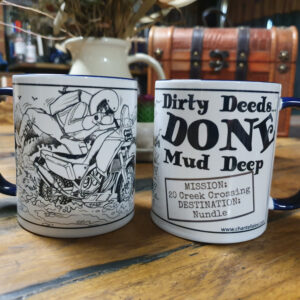 Dirty Deeds
DONE
Mud Deep
MISSION:
20 Creek Crossing
DESTINATION:
Nundle